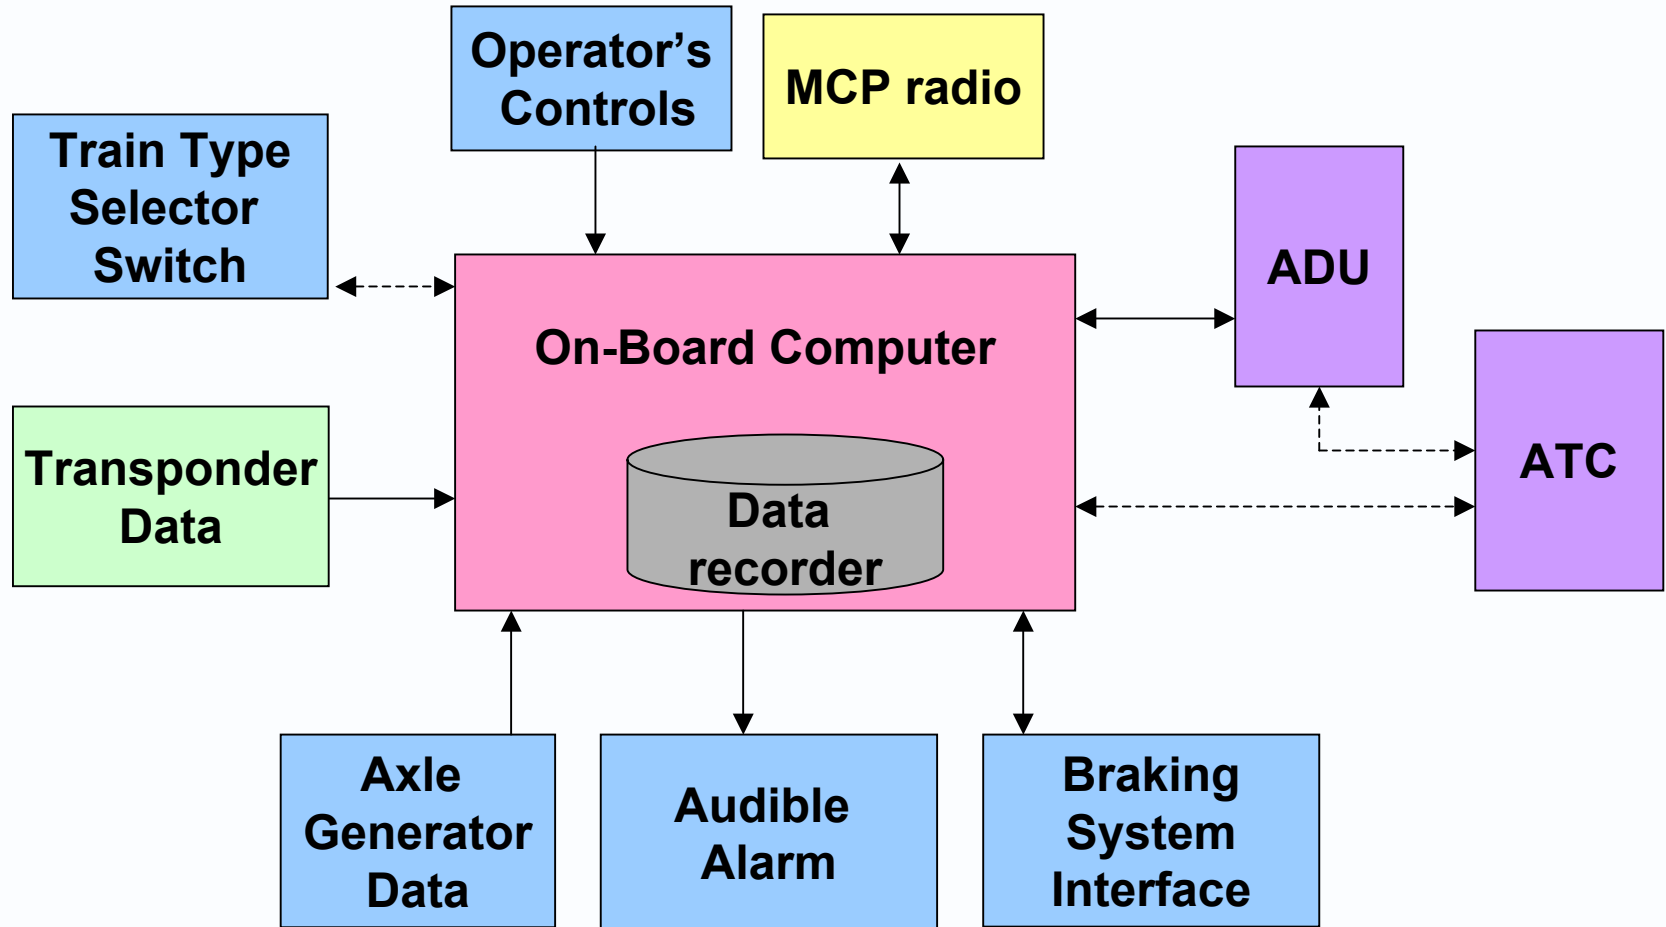 Operator’s
Controls
MCP radio
Train Type
Selector
Switch
ADU
On-Board Computer
ATC
Transponder
Data
Data
recorder
Axle
Generator
Data
Audible
Alarm
Braking
System
Interface